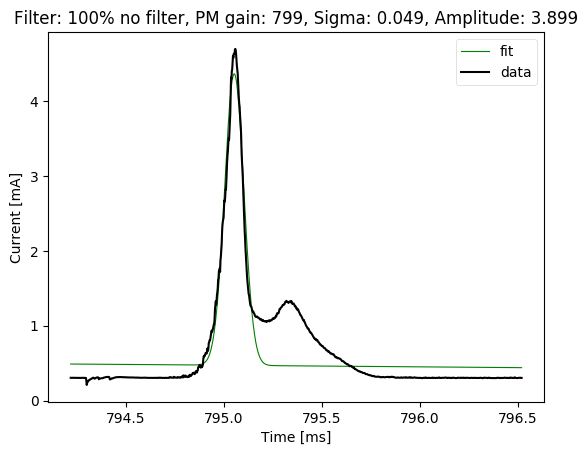 Filter: 100% no filter, PM gain: 799, Sigma: 0.049, Amplitude: 3.899
fit
data
Current [mA]
4
3
2
1
0
794.5 795.0 795.5 796.0 796.5
Time [ms]